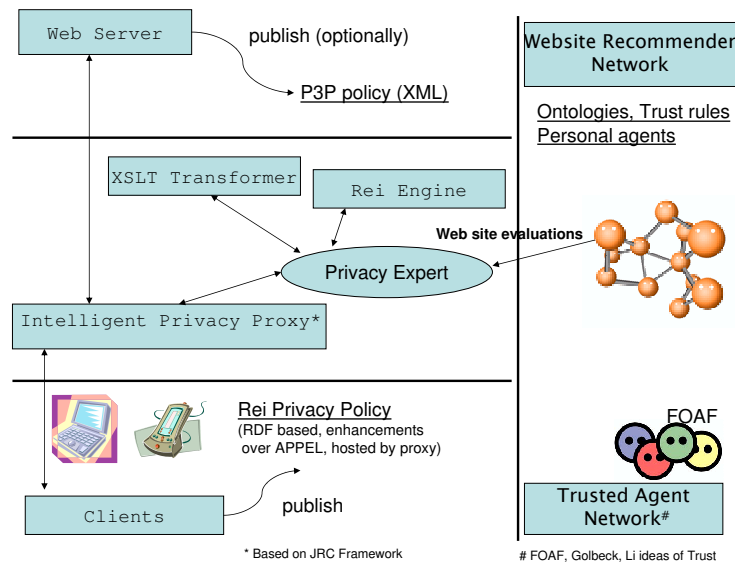 Web Server
publish (optionally)
P3P policy (XML)
Website Recommender
Network
Ontologies, Trust rules
Personal agents
XSLT Transformer
Rei Engine
Web site evaluations
Privacy Expert
Intelligent Privacy Proxy*
Rei Privacy Policy
(RDF based, enhancements
over APPEL, hosted by proxy)
publish
Clients
FOAF
Trusted Agent
Network#
* Based on JRC Framework
# FOAF, Golbeck, Li ideas of Trust